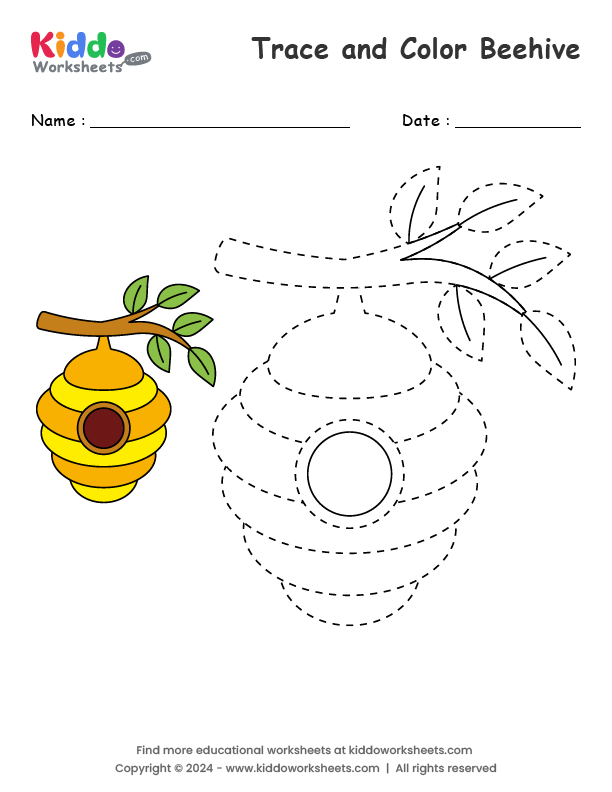 Kiddo
Worksheets.com
Trace and Color Beehive
Name : Date :
Find more educational worksheets at kiddoworksheets.com
Copyright © 2024 - www.kiddoworksheets.com | All rights reserved